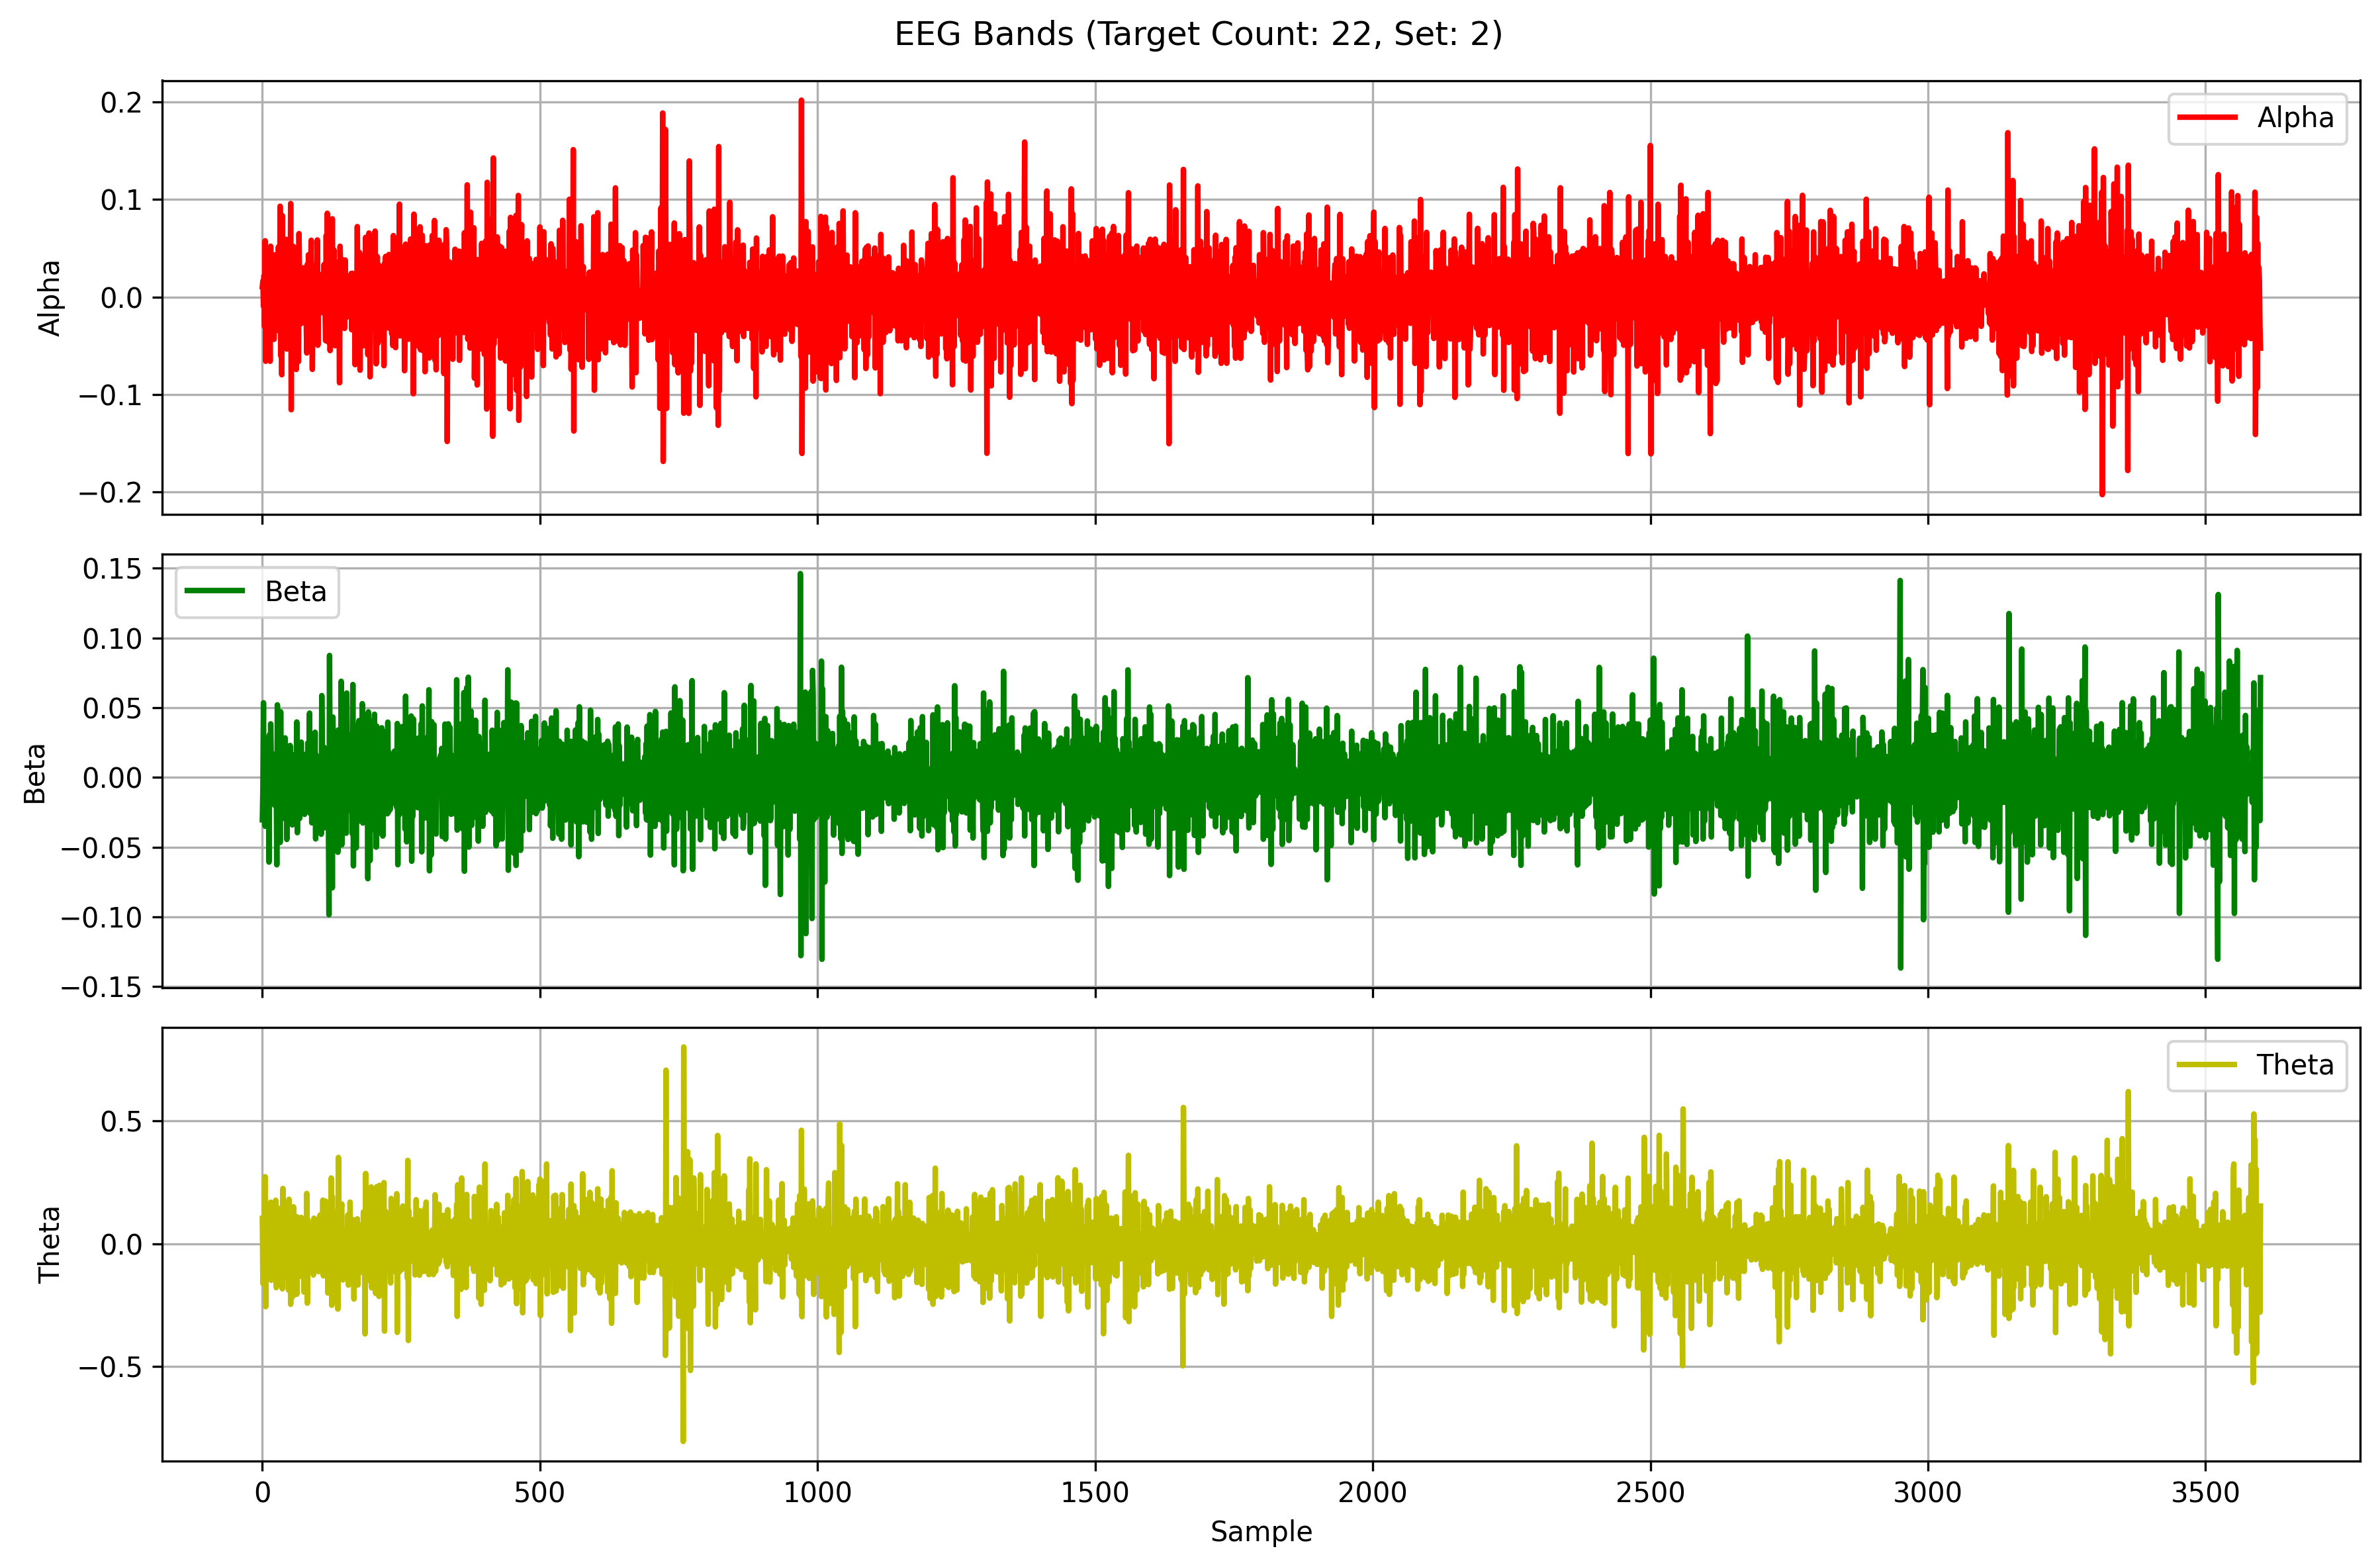 EEG Bands (Target Count: 22, Set: 2)
0.2
0.1
0.0
−0.1
−0.2
Alpha
Alpha
0.15
0.10
0.05
0.00
−0.05
−0.10
−0.15
Beta
Beta
0.5
0.0
−0.5
Theta
Theta
0 500 1000 1500 2000 2500 3000 3500
Sample